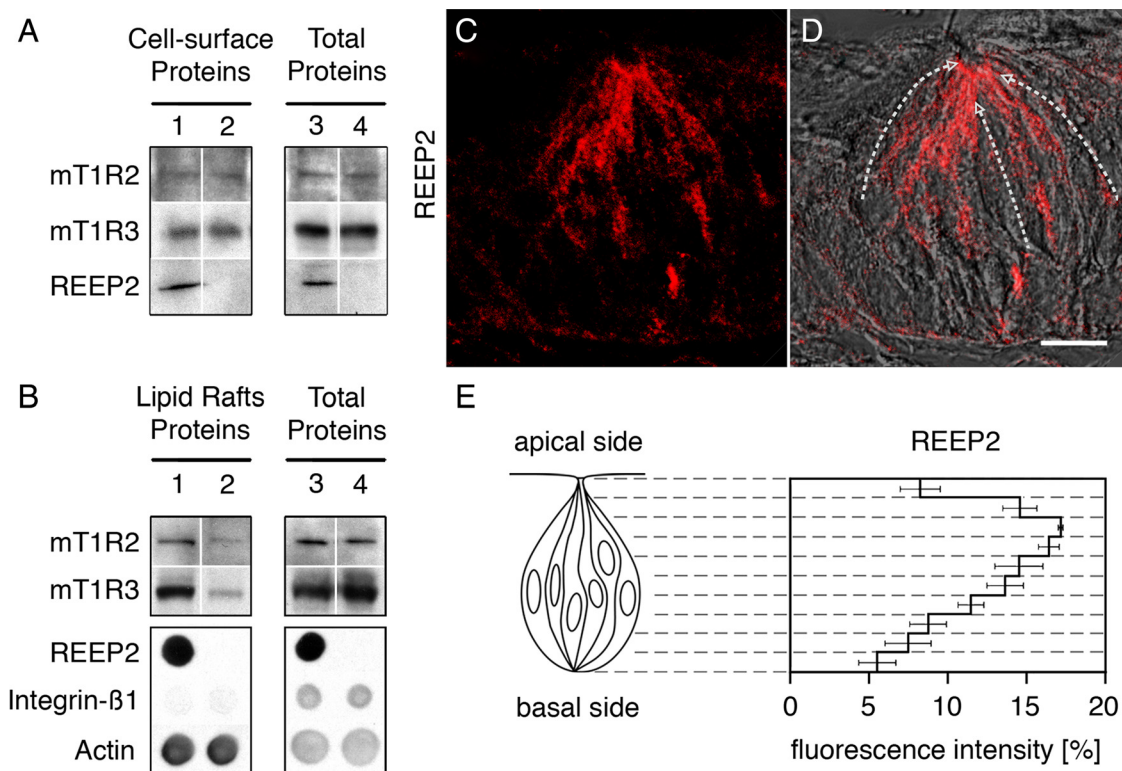 A
Cell-surface Proteins
Total Proteins
1 2 3 4
mT1R2
mT1R3
REEP2
B
Lipid Rafts Proteins
Total Proteins
1 2 3 4
mT1R2
mT1R3
REEP2
Integrin-ß1
Actin
C
REEP2
D
E
apical side
basal side
REEP2
0 5 10 15 20
fluorescence intensity [%]